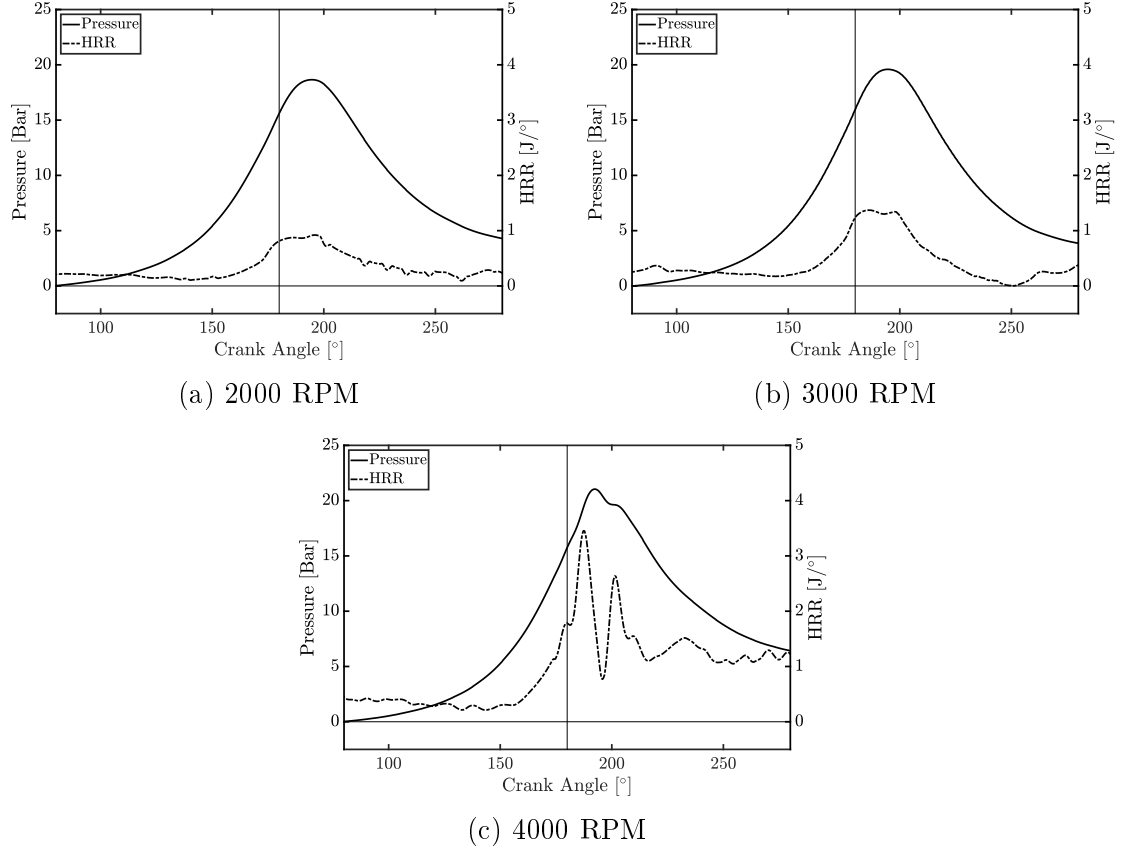 25
20
15
10
5
0
Pressure [Bar]
Pressure
HRR
5
4
3
2
1
0
HRR [J/°]
100
150
200
250
Crank Angle [°]
(a) 2000 RPM
25
20
15
10
5
0
Pressure [Bar]
Pressure
HRR
5
4
3
2
1
0
HRR [J/°]
100
150
200
250
Crank Angle [°]
(b) 3000 RPM
25
20
15
10
5
0
Pressure [Bar]
Pressure
HRR
5
4
3
2
1
0
HRR [J/°]
100
150
200
250
Crank Angle [°]
(c) 4000 RPM